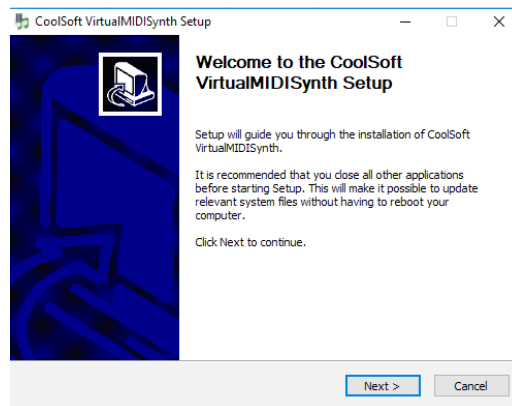 CoolSoft VirtualMIDISynth Setup
Welcome to the CoolSoft
VirtualMIDISynth Setup
Setup will guide you through the installation of CoolSoft
VirtualMIDISynth.
It is recommended that you close all other applications
before starting Setup. This will make it possible to update
relevant system files without having to reboot your
computer.
Click Next to continue.
Next >
Cancel